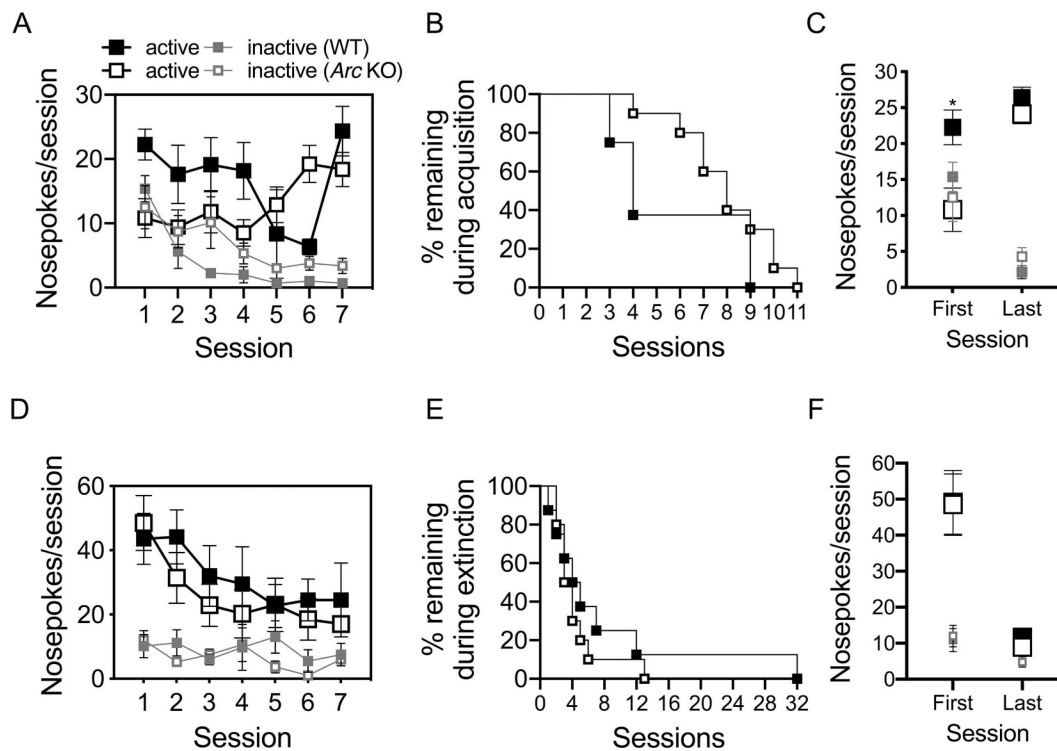 A
active inactive (WT)
active inactive (Arc KO)
Nosepokes/session
30
20
10
0
1 2 3 4 5 6 7
Session
B
% remaining
during acquisition
100
80
60
40
20
0
0 1 2 3 4 5 6 7 8 9 10 11
Sessions
C
Nosepokes/session
30
25
20
15
10
5
0
*
First Last
Session
D
Nosepokes/session
60
40
20
0
1 2 3 4 5 6 7
Session
E
% remaining
during extinction
100
80
60
40
20
0
0 4 8 12 16 20 24 28 32
Sessions
F
Nosepokes/session
60
50
40
30
20
10
0
First Last
Session